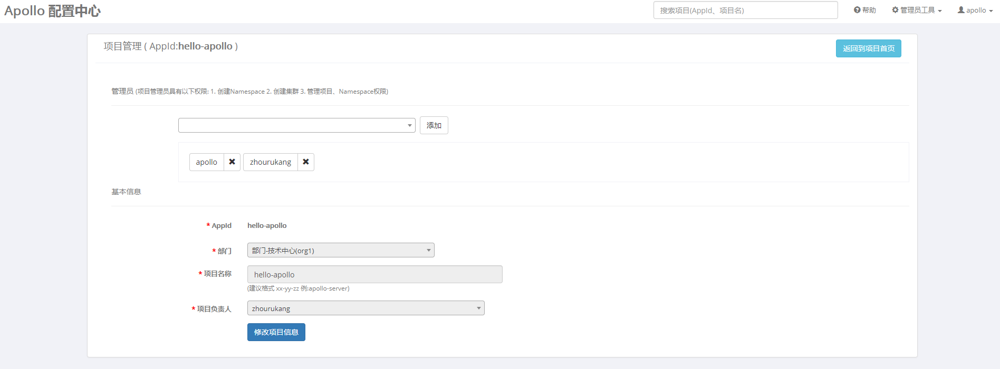 Apollo 配置中心
搜索项目(AppId、项目名)
帮助
管理员工具
apollo
项目管理 ( AppId:hello-apollo )
返回到项目首页
管理员 (项目管理员具有以下权限: 1. 创建Namespace 2. 创建集群 3. 管理项目、Namespace权限)
添加
apollo
zhourukang
基本信息
* AppId hello-apollo
* 部门 部门-技术中心(org1)
* 项目名称 hello-apollo
(建议格式 xx-yy-zz 例:apollo-server)
* 项目负责人 zhourukang
修改项目信息